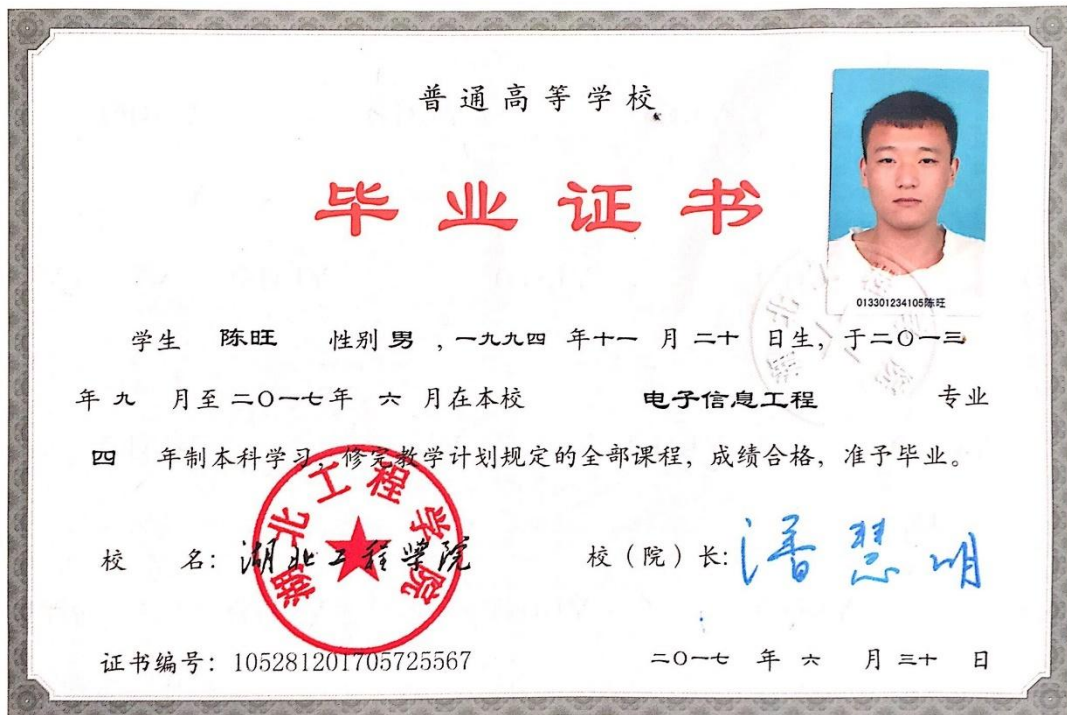 普通高等学校
毕业证书
013301234105陈旺
学生 陈旺 性别 男 ,一九九四 年十一 月 二十 日生, 于二〇一三
年 九 月至 二〇一七年 六 月在本校 电子信息工程 专业
四 年制本科学习, 修完教学计划规定的全部课程, 成绩合格, 准予毕业。
湖北工程学院
校 名: 湖北工程学院 校(院)长: 潘慧明
证书编号: 105281201705725567 二〇一七 年 六 月 三十 日